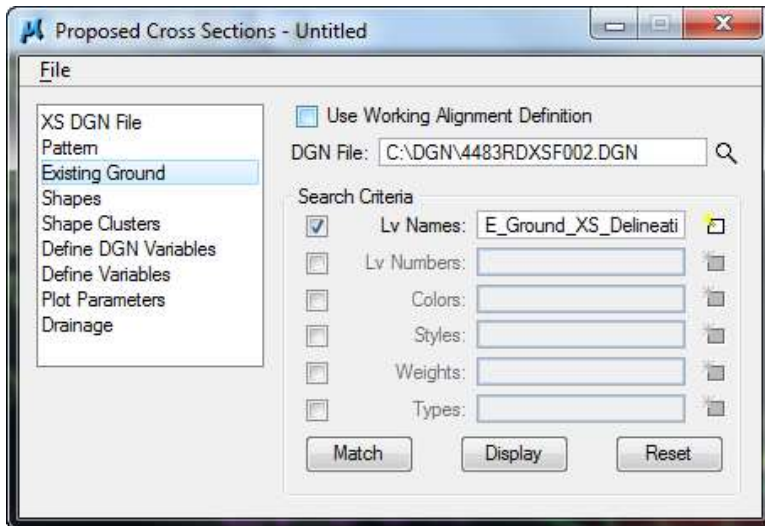 Proposed Cross Sections - Untitled
File
XS DGN File
Pattern
Existing Ground
Shapes
Shape Clusters
Define DGN Variables
Define Variables
Plot Parameters
Drainage
Use Working Alignment Definition
DGN File: C:\DGN\4483RDXSF002.DGN
Search Criteria
Lv Names: E_Ground_XS_Delineati
Lv Numbers:
Colors:
Styles:
Weights:
Types:
Match Display Reset